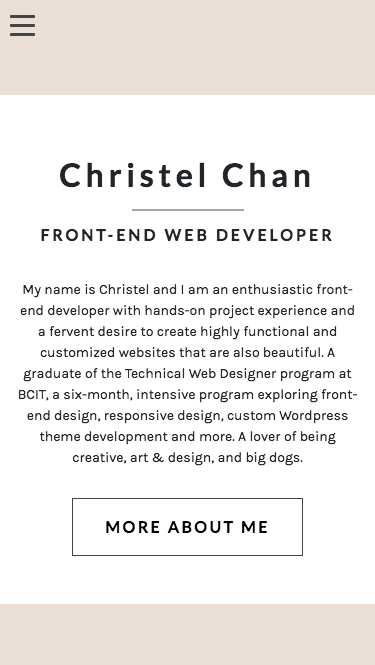 Christel Chan
FRONT-END WEB DEVELOPER
My name is Christel and I am an enthusiastic front-
end developer with hands-on project experience and
a fervent desire to create highly functional and
customized websites that are also beautiful. A
graduate of the Technical Web Designer program at
BCIT, a six-month, intensive program exploring front-
end design, responsive design, custom Wordpress
theme development and more. A lover of being
creative, art & design, and big dogs.
MORE ABOUT ME